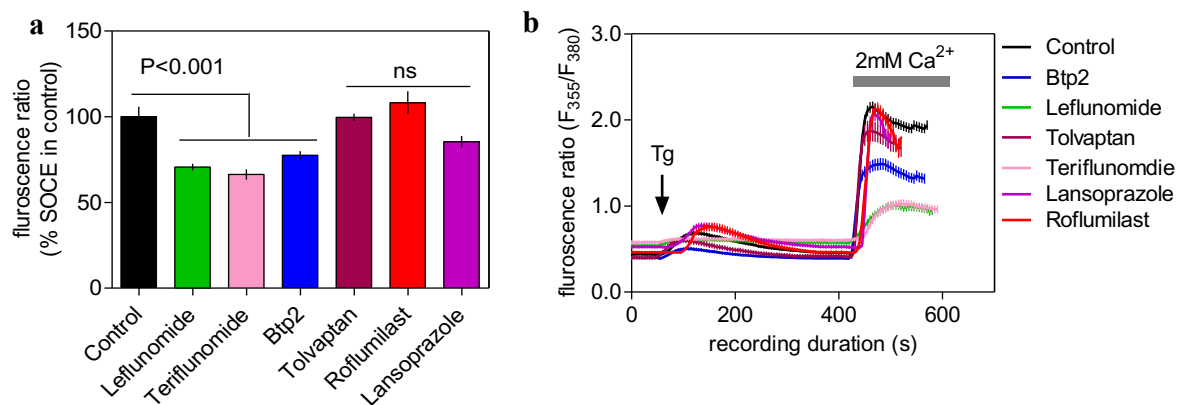 a
fluroscence ratio
(% SOCE in control)
150
100
50
0
P<0.001
ns
Control
Leflunomide
Teriflunomide
Btp2
Tolvaptan
Roflumilast
Lansoprazole
b
fluroscence ratio (F355/F380)
3.0
2.0
1.0
0.0
Tg
2mM Ca2+
0
200
400
600
recording duration (s)
Control
Btp2
Leflunomide
Tolvaptan
Teriflunomdie
Lansoprazole
Roflumilast